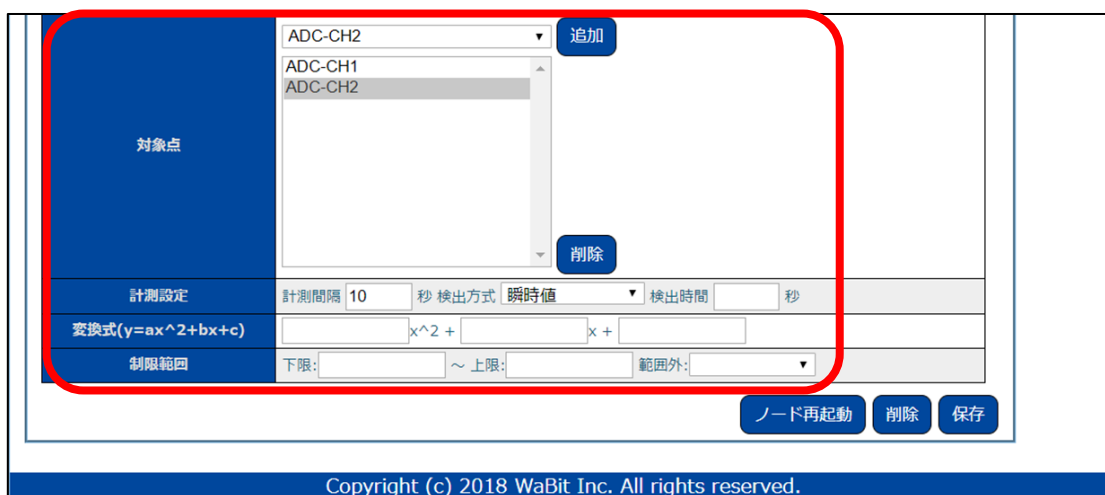 ADC-CH2 追加
ADC-CH1
ADC-CH2
対象点
削除
計測設定 計測間隔 10 秒 検出方式 瞬時値 検出時間 秒
変換式(y=ax^2+bx+c) x^2 + x +
制限範囲 下限: ～ 上限: 範囲外:
ノード再起動 削除 保存
Copyright (c) 2018 WaBit Inc. All rights reserved.